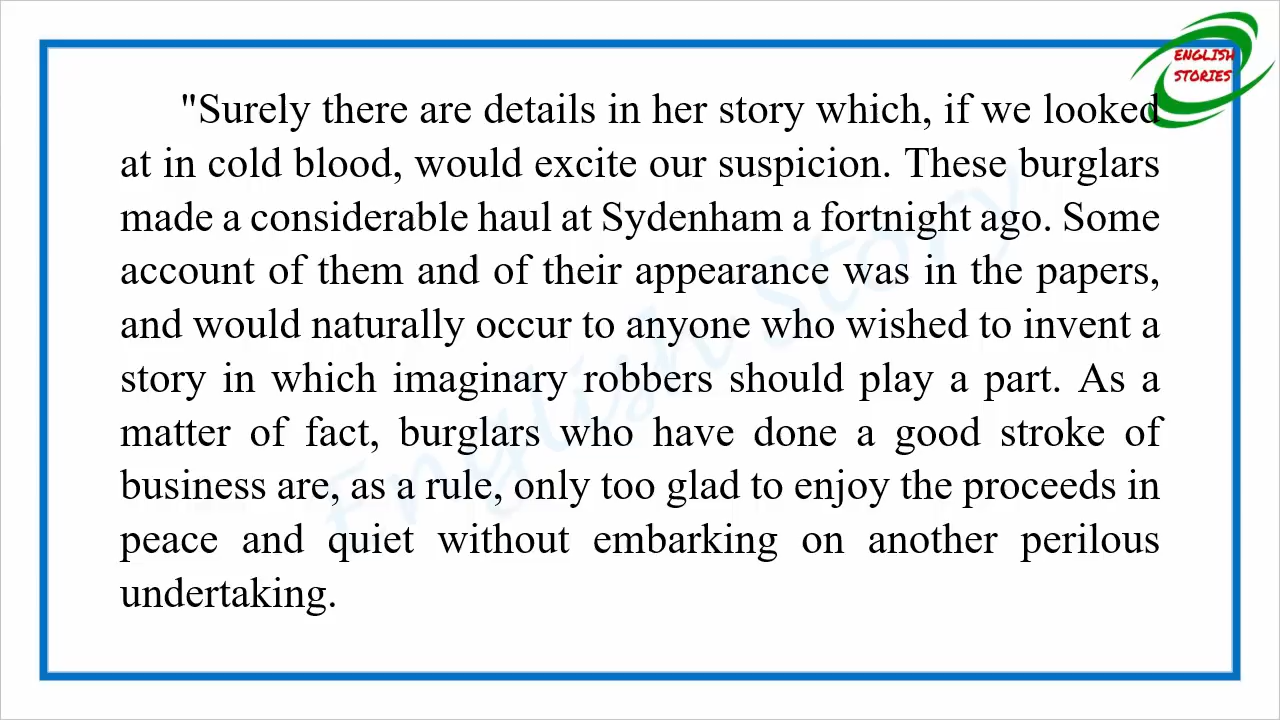 ENGLISH
STORIES
"Surely there are details in her story which, if we looked
at in cold blood, would excite our suspicion. These burglars
made a considerable haul at Sydenham a fortnight ago. Some
account of them and of their appearance was in the papers,
and would naturally occur to anyone who wished to invent a
story in which imaginary robbers should play a part. As a
matter of fact, burglars who have done a good stroke of
business are, as a rule, only too glad to enjoy the proceeds in
peace and quiet without embarking on another perilous
undertaking.
English Story